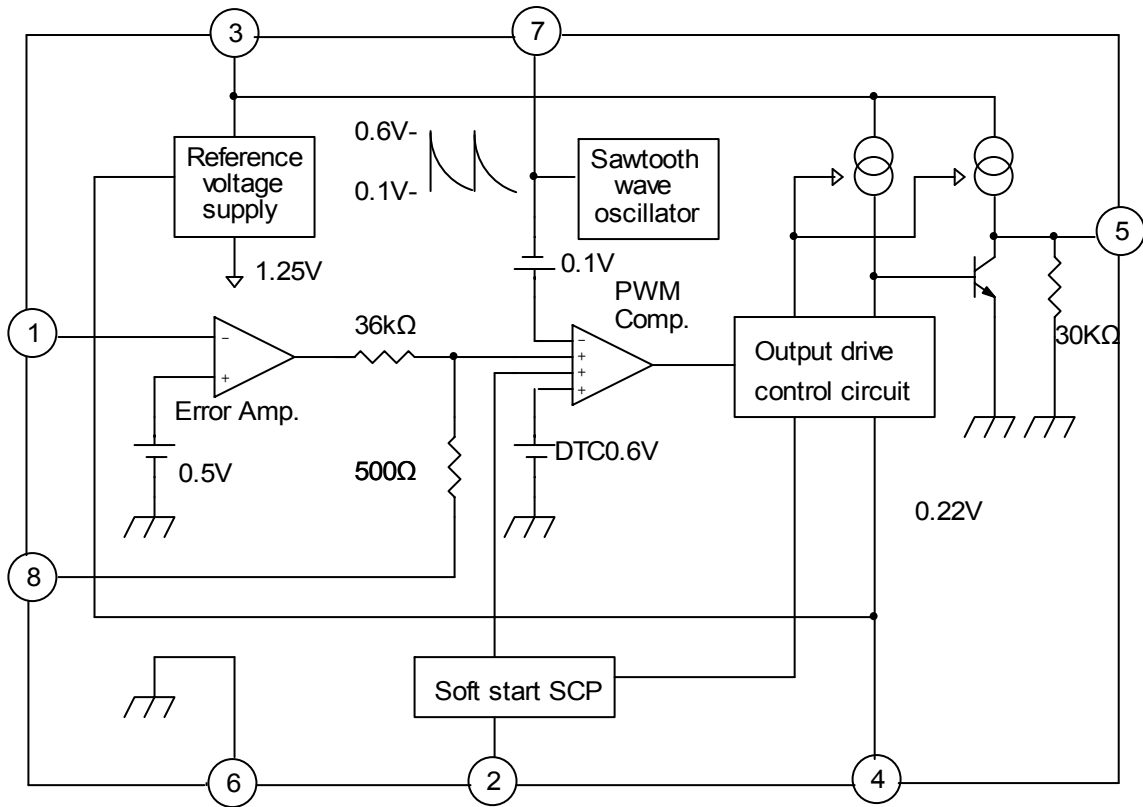 3
7
0.6V-
0.1V-
Reference
voltage
supply
Sawtooth
wave
oscillator
5
1.25V
0.1V
PWM
Comp.
1
36kΩ
−
+
Error Amp.
−
+
+
+
Output drive
control circuit
30KΩ
0.5V
500Ω
DTC0.6V
0.22V
8
Soft start SCP
6
2
4